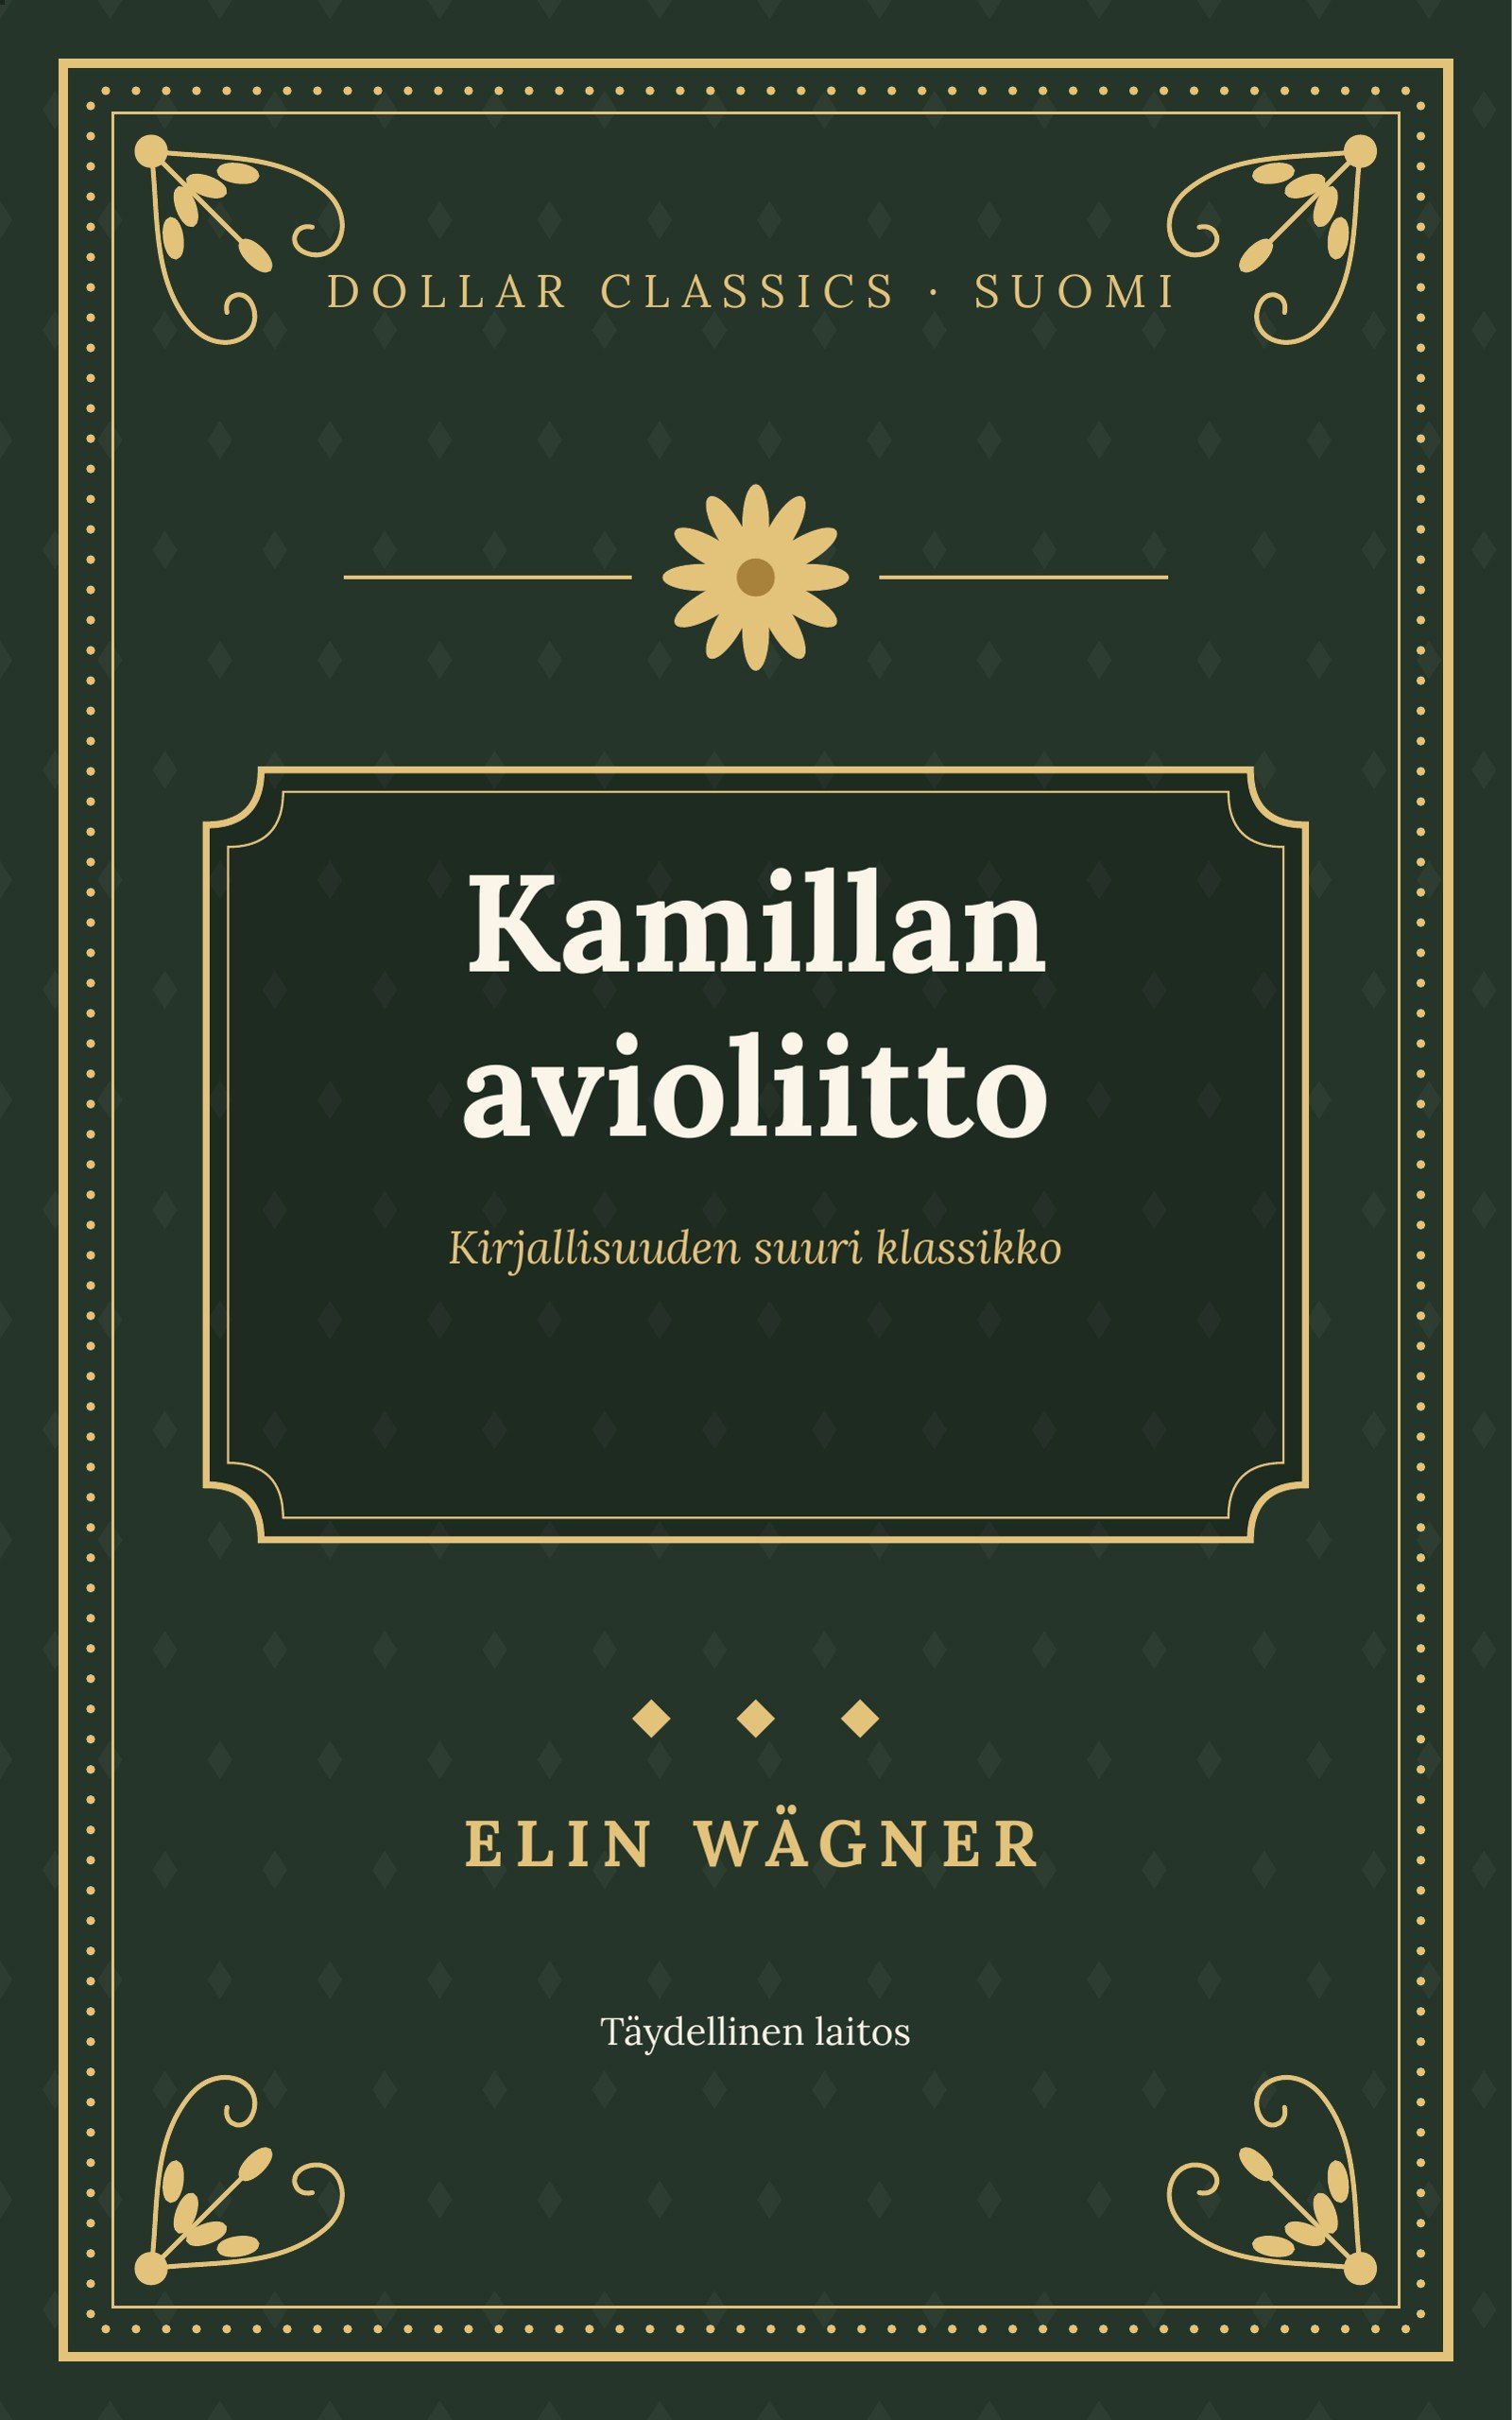 DOLLAR CLASSICS · SUOMI
Kamillan
avioliitto
Kirjallisuuden suuri klassikko
ELIN WÄGNER
Täydellinen laitos